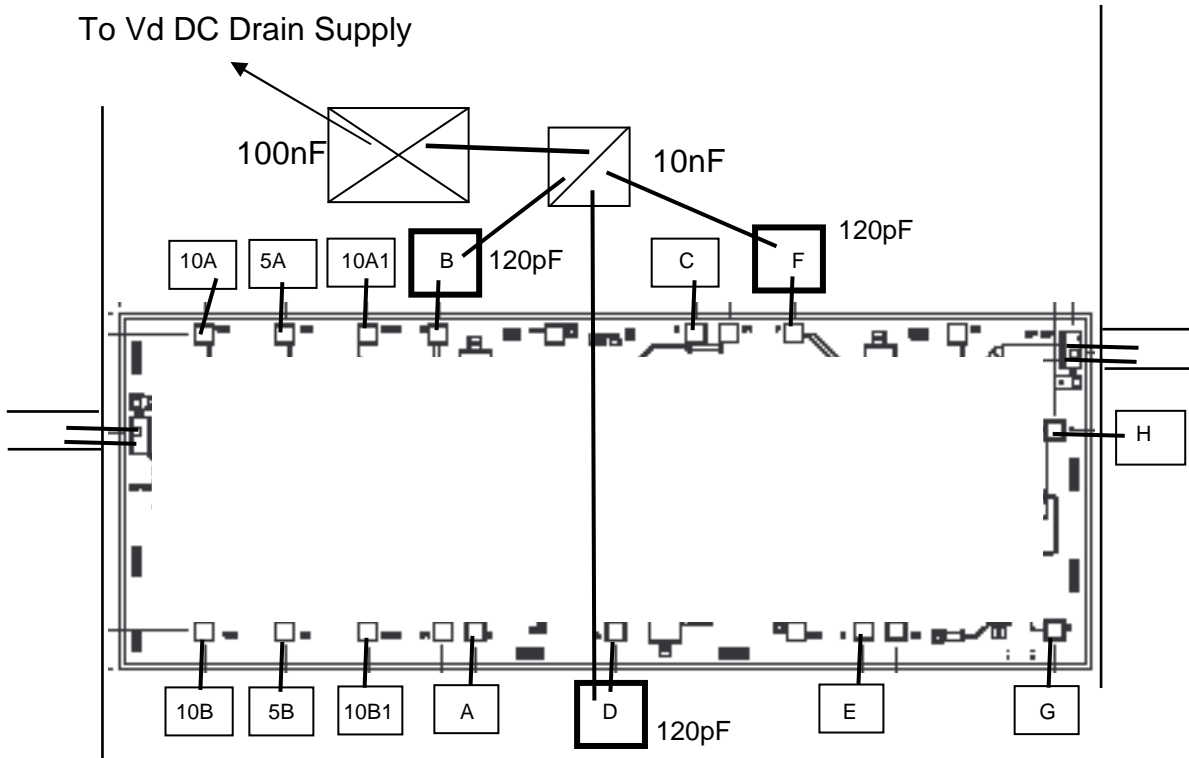 To Vd DC Drain Supply
100nF
10nF
120pF
10A
5A
10A1
B
120pF
C
F
H
10B
5B
10B1
A
D
120pF
E
G